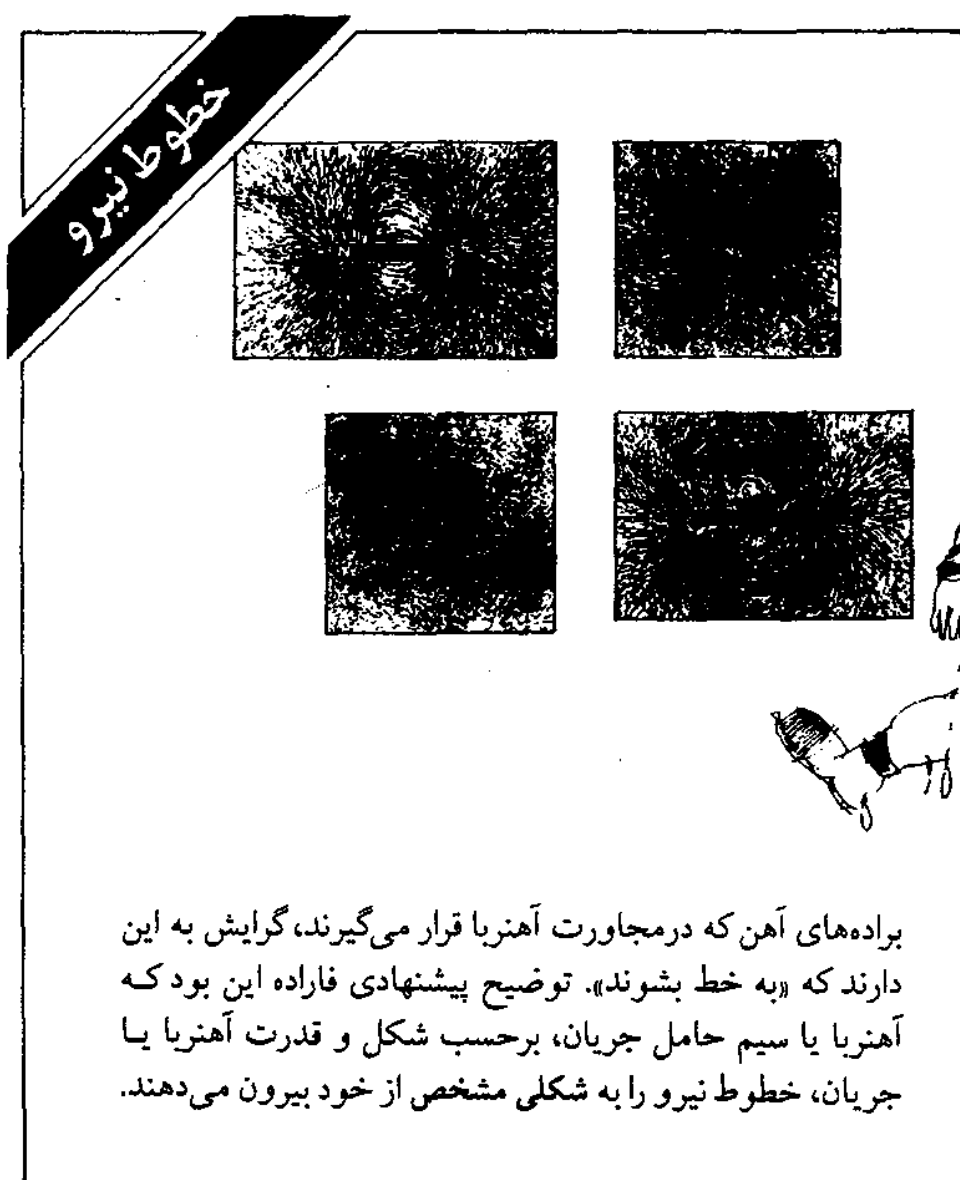 خطوط نیرو
براده‌های آهن که درمجاورت آهنربا قرار می‌گیرند، گرایش به این
دارند که «به خط بشوند». توضیح پیشنهادی فاراده این بود که
آهنربا یا سیم حامل جریان، برحسب شکل و قدرت آهنربا یا
جریان، خطوط نیرو را به شکلی مشخص از خود بیرون می‌دهند.